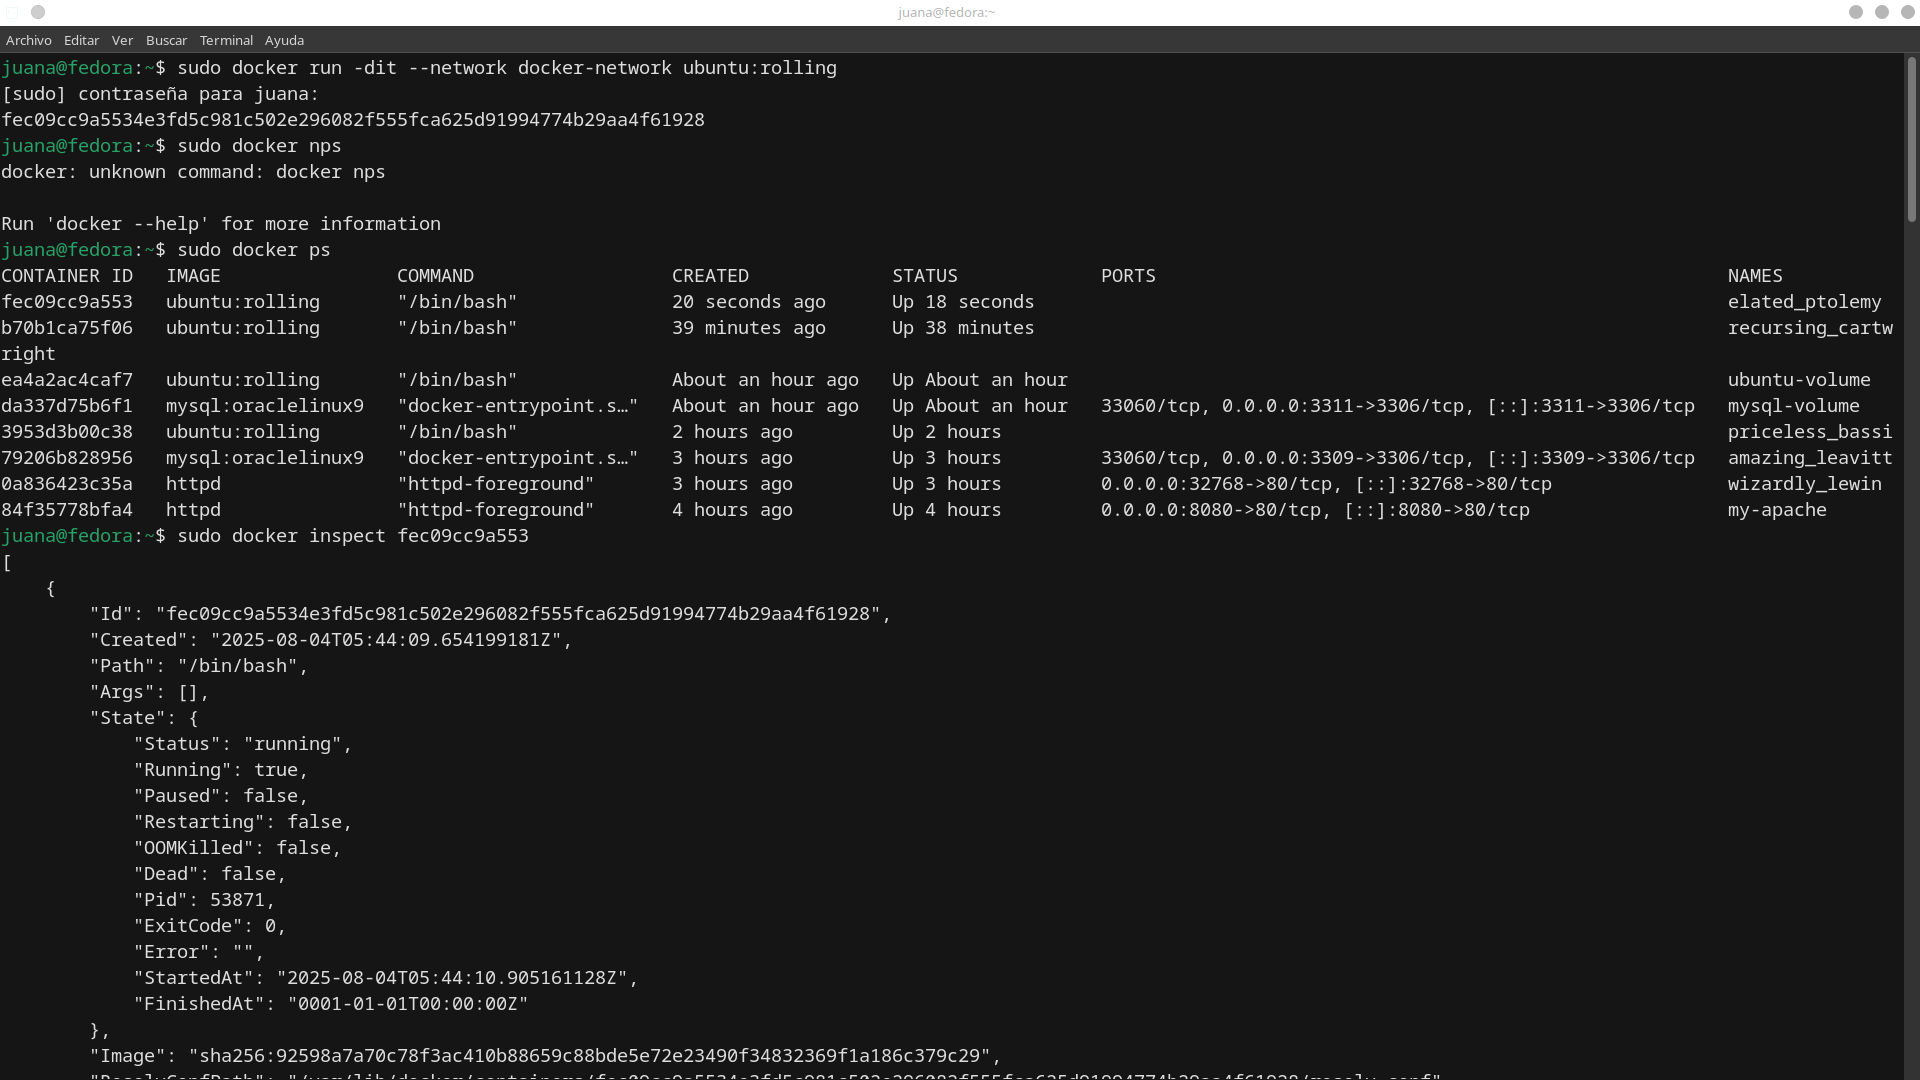 juana@fedora:~
Archivo Editar Ver Buscar Terminal Ayuda
juana@fedora:~$ sudo docker run -dit --network docker-network ubuntu:rolling
[sudo] contraseña para juana:
fec09cc9a5534e3fd5c981c502e296082f555fca625d91994774b29aa4f61928
juana@fedora:~$ sudo docker nps
docker: unknown command: docker nps

Run 'docker --help' for more information
juana@fedora:~$ sudo docker ps
CONTAINER ID   IMAGE                COMMAND                  CREATED             STATUS             PORTS                                                    NAMES
fec09cc9a553   ubuntu:rolling       "/bin/bash"              20 seconds ago      Up 18 seconds                                                               elated_ptolemy
b70b1ca75f06   ubuntu:rolling       "/bin/bash"              39 minutes ago      Up 38 minutes                                                               recursing_cartw
right
ea4a2ac4caf7   ubuntu:rolling       "/bin/bash"              About an hour ago   Up About an hour                                                            ubuntu-volume
da337d75b6f1   mysql:oraclelinux9   "docker-entrypoint.s…"   About an hour ago   Up About an hour   33060/tcp, 0.0.0.0:3311->3306/tcp, [::]:3311->3306/tcp   mysql-volume
3953d3b00c38   ubuntu:rolling       "/bin/bash"              2 hours ago         Up 2 hours                                                                  priceless_bassi
79206b828956   mysql:oraclelinux9   "docker-entrypoint.s…"   3 hours ago         Up 3 hours         33060/tcp, 0.0.0.0:3309->3306/tcp, [::]:3309->3306/tcp   amazing_leavitt
0a836423c35a   httpd                "httpd-foreground"       3 hours ago         Up 3 hours         0.0.0.0:32768->80/tcp, [::]:32768->80/tcp                wizardly_lewin
84f35778bfa4   httpd                "httpd-foreground"       4 hours ago         Up 4 hours         0.0.0.0:8080->80/tcp, [::]:8080->80/tcp                  my-apache
juana@fedora:~$ sudo docker inspect fec09cc9a553
[
    {
        "Id": "fec09cc9a5534e3fd5c981c502e296082f555fca625d91994774b29aa4f61928",
        "Created": "2025-08-04T05:44:09.654199181Z",
        "Path": "/bin/bash",
        "Args": [],
        "State": {
            "Status": "running",
            "Running": true,
            "Paused": false,
            "Restarting": false,
            "OOMKilled": false,
            "Dead": false,
            "Pid": 53871,
            "ExitCode": 0,
            "Error": "",
            "StartedAt": "2025-08-04T05:44:10.905161128Z",
            "FinishedAt": "0001-01-01T00:00:00Z"
        },
        "Image": "sha256:92598a7a70c78f3ac410b88659c88bde5e72e23490f34832369f1a186c379c29",